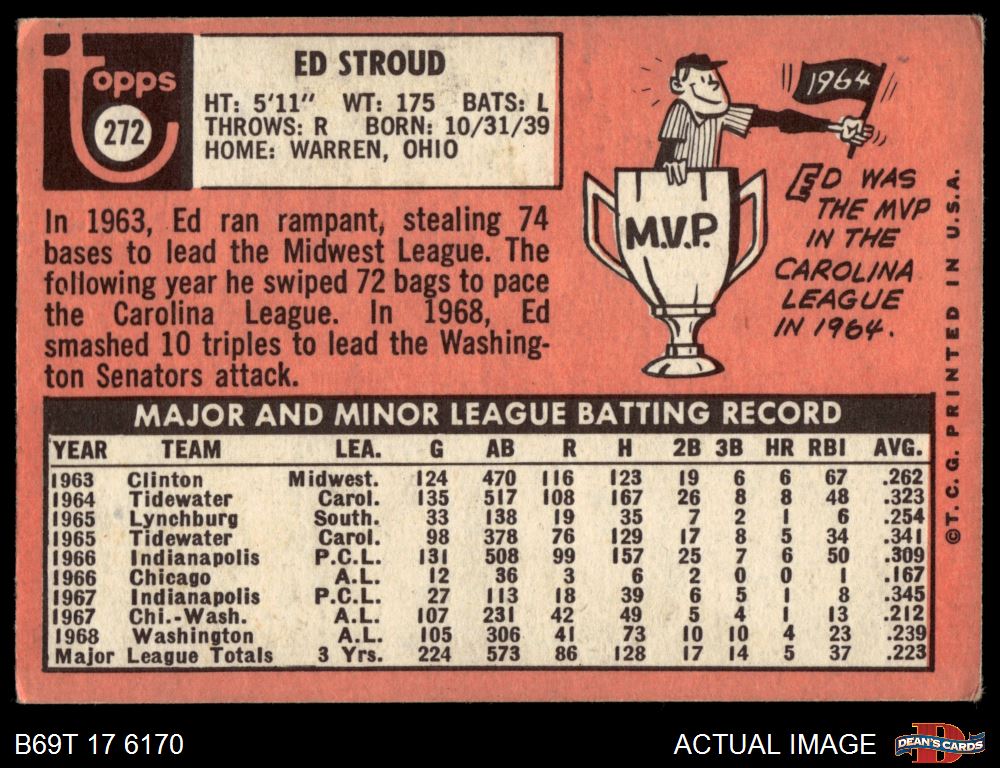 topps
272
ED STROUD
HT: 5'11" WT: 175 BATS: L
THROWS: R BORN: 10/31/39
HOME: WARREN, OHIO
In 1963, Ed ran rampant, stealing 74
bases to lead the Midwest League. The
following year he swiped 72 bags to pace
the Carolina League. In 1968, Ed
smashed 10 triples to lead the Washing-
ton Senators attack.
1964
M.V.P.
ED WAS
THE MVP
IN THE
CAROLINA
LEAGUE
IN 1964.
©T. C. G. PRINTED IN U.S.A.
MAJOR AND MINOR LEAGUE BATTING RECORD
YEAR TEAM LEA. G AB R H 2B 3B HR RBI AVG.
1963 Clinton Midwest. 124 470 116 123 19 6 6 67 .262
1964 Tidewater Carol. 135 517 108 167 26 8 8 48 .323
1965 Lynchburg South. 33 138 19 35 7 2 1 6 .254
1965 Tidewater Carol. 98 378 76 129 17 8 5 34 .341
1966 Indianapolis P.C.L. 131 508 99 157 25 7 6 50 .309
1966 Chicago A.L. 12 36 3 6 2 0 0 1 .167
1967 Indianapolis P.C.L. 27 113 18 39 6 5 1 8 .345
1967 Chi.-Wash. A.L. 107 231 42 49 5 4 1 13 .212
1968 Washington A.L. 105 306 41 73 10 10 4 23 .239
Major League Totals 3 Yrs. 224 573 86 128 17 14 5 37 .223
B69T 17 6170
ACTUAL IMAGE
D
DEAN'S CARDS